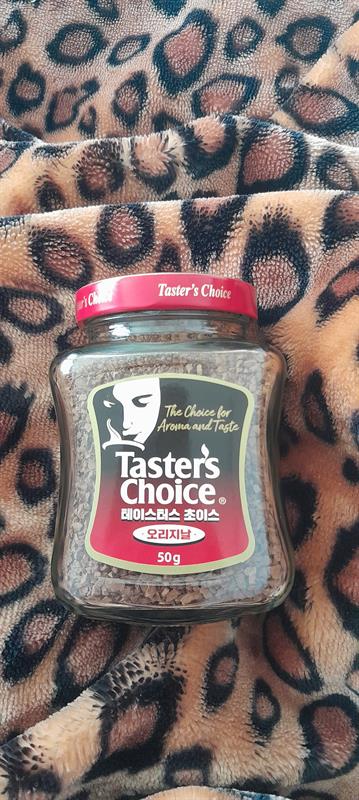 Taster's Choice
The Choice for
Aroma and Taste
Taster's
Choice®
테이스터스 초이스
· 오리지날 ·
50g